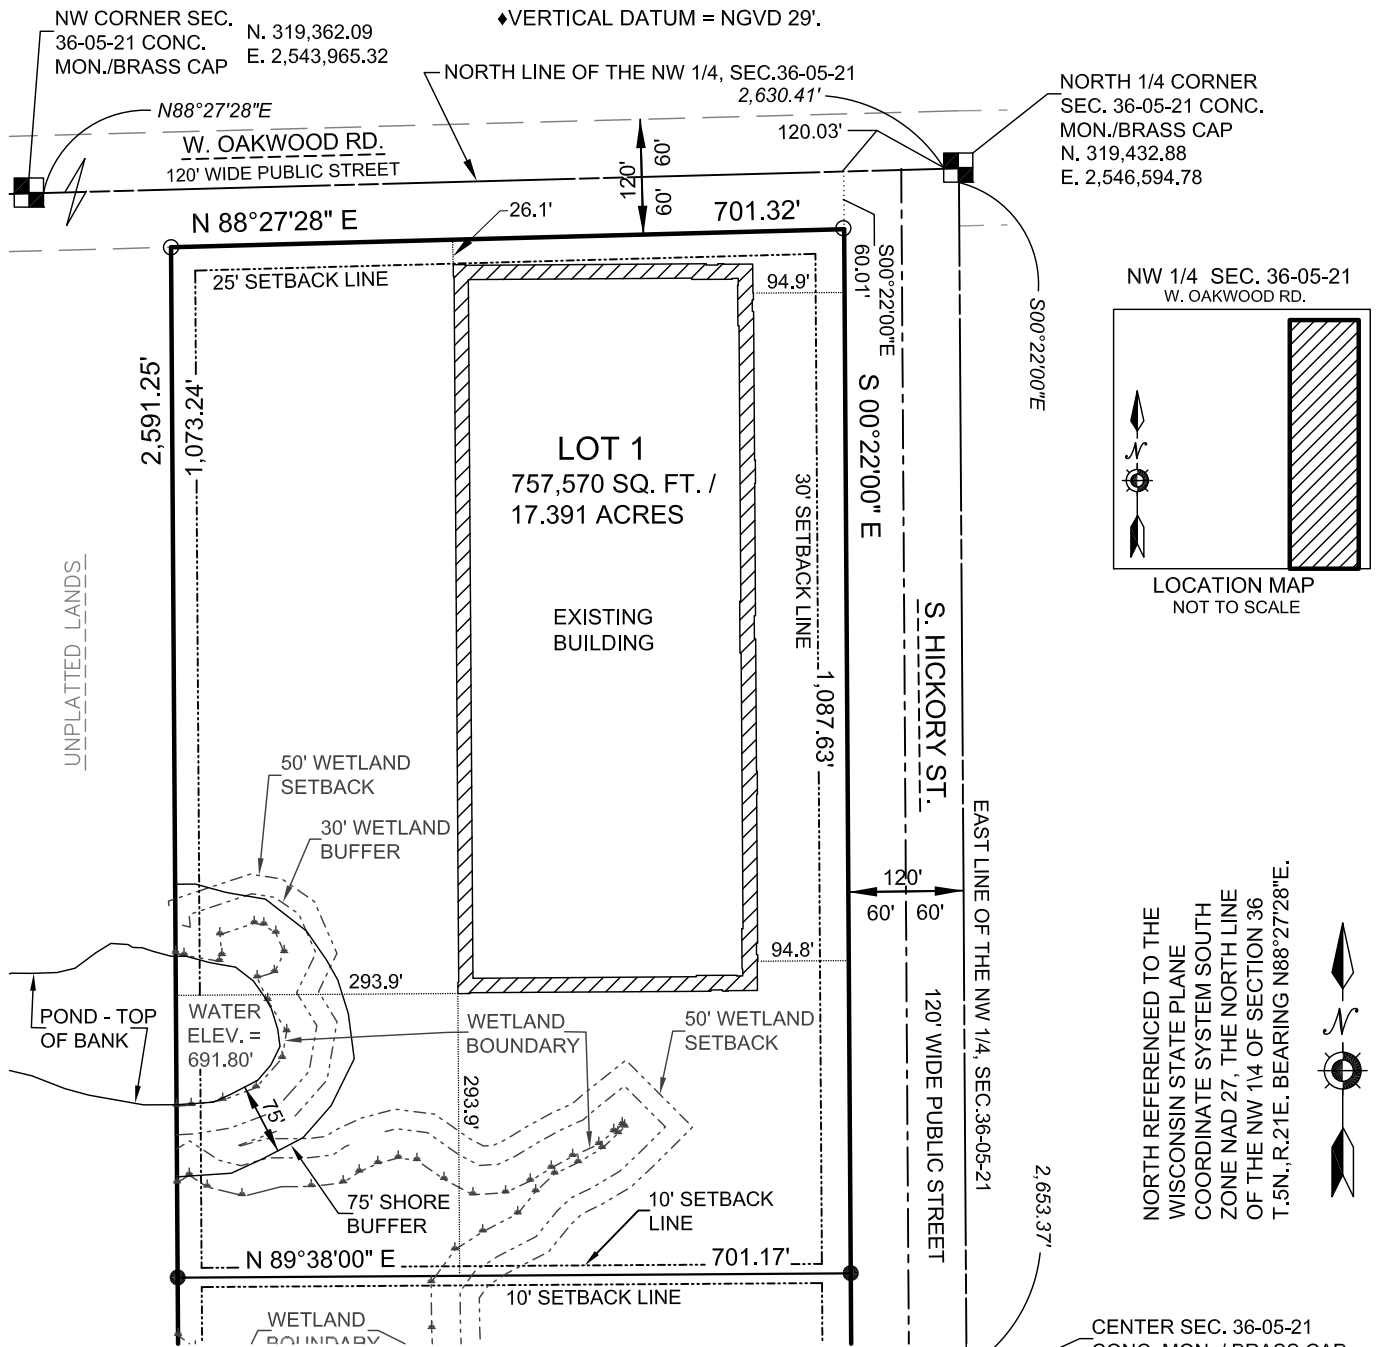 NW CORNER SEC.
36-05-21 CONC.
MON./BRASS CAP
N. 319,362.09
E. 2,543,965.32
♦VERTICAL DATUM = NGVD 29'.
NORTH LINE OF THE NW 1/4, SEC.36-05-21
2,630.41'
NORTH 1/4 CORNER
SEC. 36-05-21 CONC.
MON./BRASS CAP
N. 319,432.88
E. 2,546,594.78
N88°27'28"E
W. OAKWOOD RD.
120' WIDE PUBLIC STREET
120.03'
120'
60'
60'
N 88°27'28" E
26.1'
701.32'
S00°22'00"E
60.01'
S00°22'00"E
25' SETBACK LINE
94.9'
NW 1/4 SEC. 36-05-21
W. OAKWOOD RD.
N
LOCATION MAP
NOT TO SCALE
2,591.25'
1,073.24'
LOT 1
757,570 SQ. FT. /
17.391 ACRES
EXISTING
BUILDING
30' SETBACK LINE
S 00°22'00" E
1,087.63'
S. HICKORY ST.
UNPLATTED LANDS
50' WETLAND
SETBACK
30' WETLAND
BUFFER
EAST LINE OF THE NW 1/4, SEC.36-05-21
120'
60'
60'
94.8'
293.9'
POND - TOP
OF BANK
WATER
ELEV. =
691.80'
WETLAND
BOUNDARY
50' WETLAND
SETBACK
293.9'
75'
120' WIDE PUBLIC STREET
NORTH REFERENCED TO THE
WISCONSIN STATE PLANE
COORDINATE SYSTEM SOUTH
ZONE NAD 27, THE NORTH LINE
OF THE NW 1\4 OF SECTION 36
T.5N.,R.21E. BEARING N88°27'28"E.
N
75' SHORE
BUFFER
10' SETBACK
LINE
2,653.37'
N 89°38'00" E
701.17'
10' SETBACK LINE
WETLAND
BOUNDARY
CENTER SEC. 36-05-21
CONC. MON. / BRASS CAP